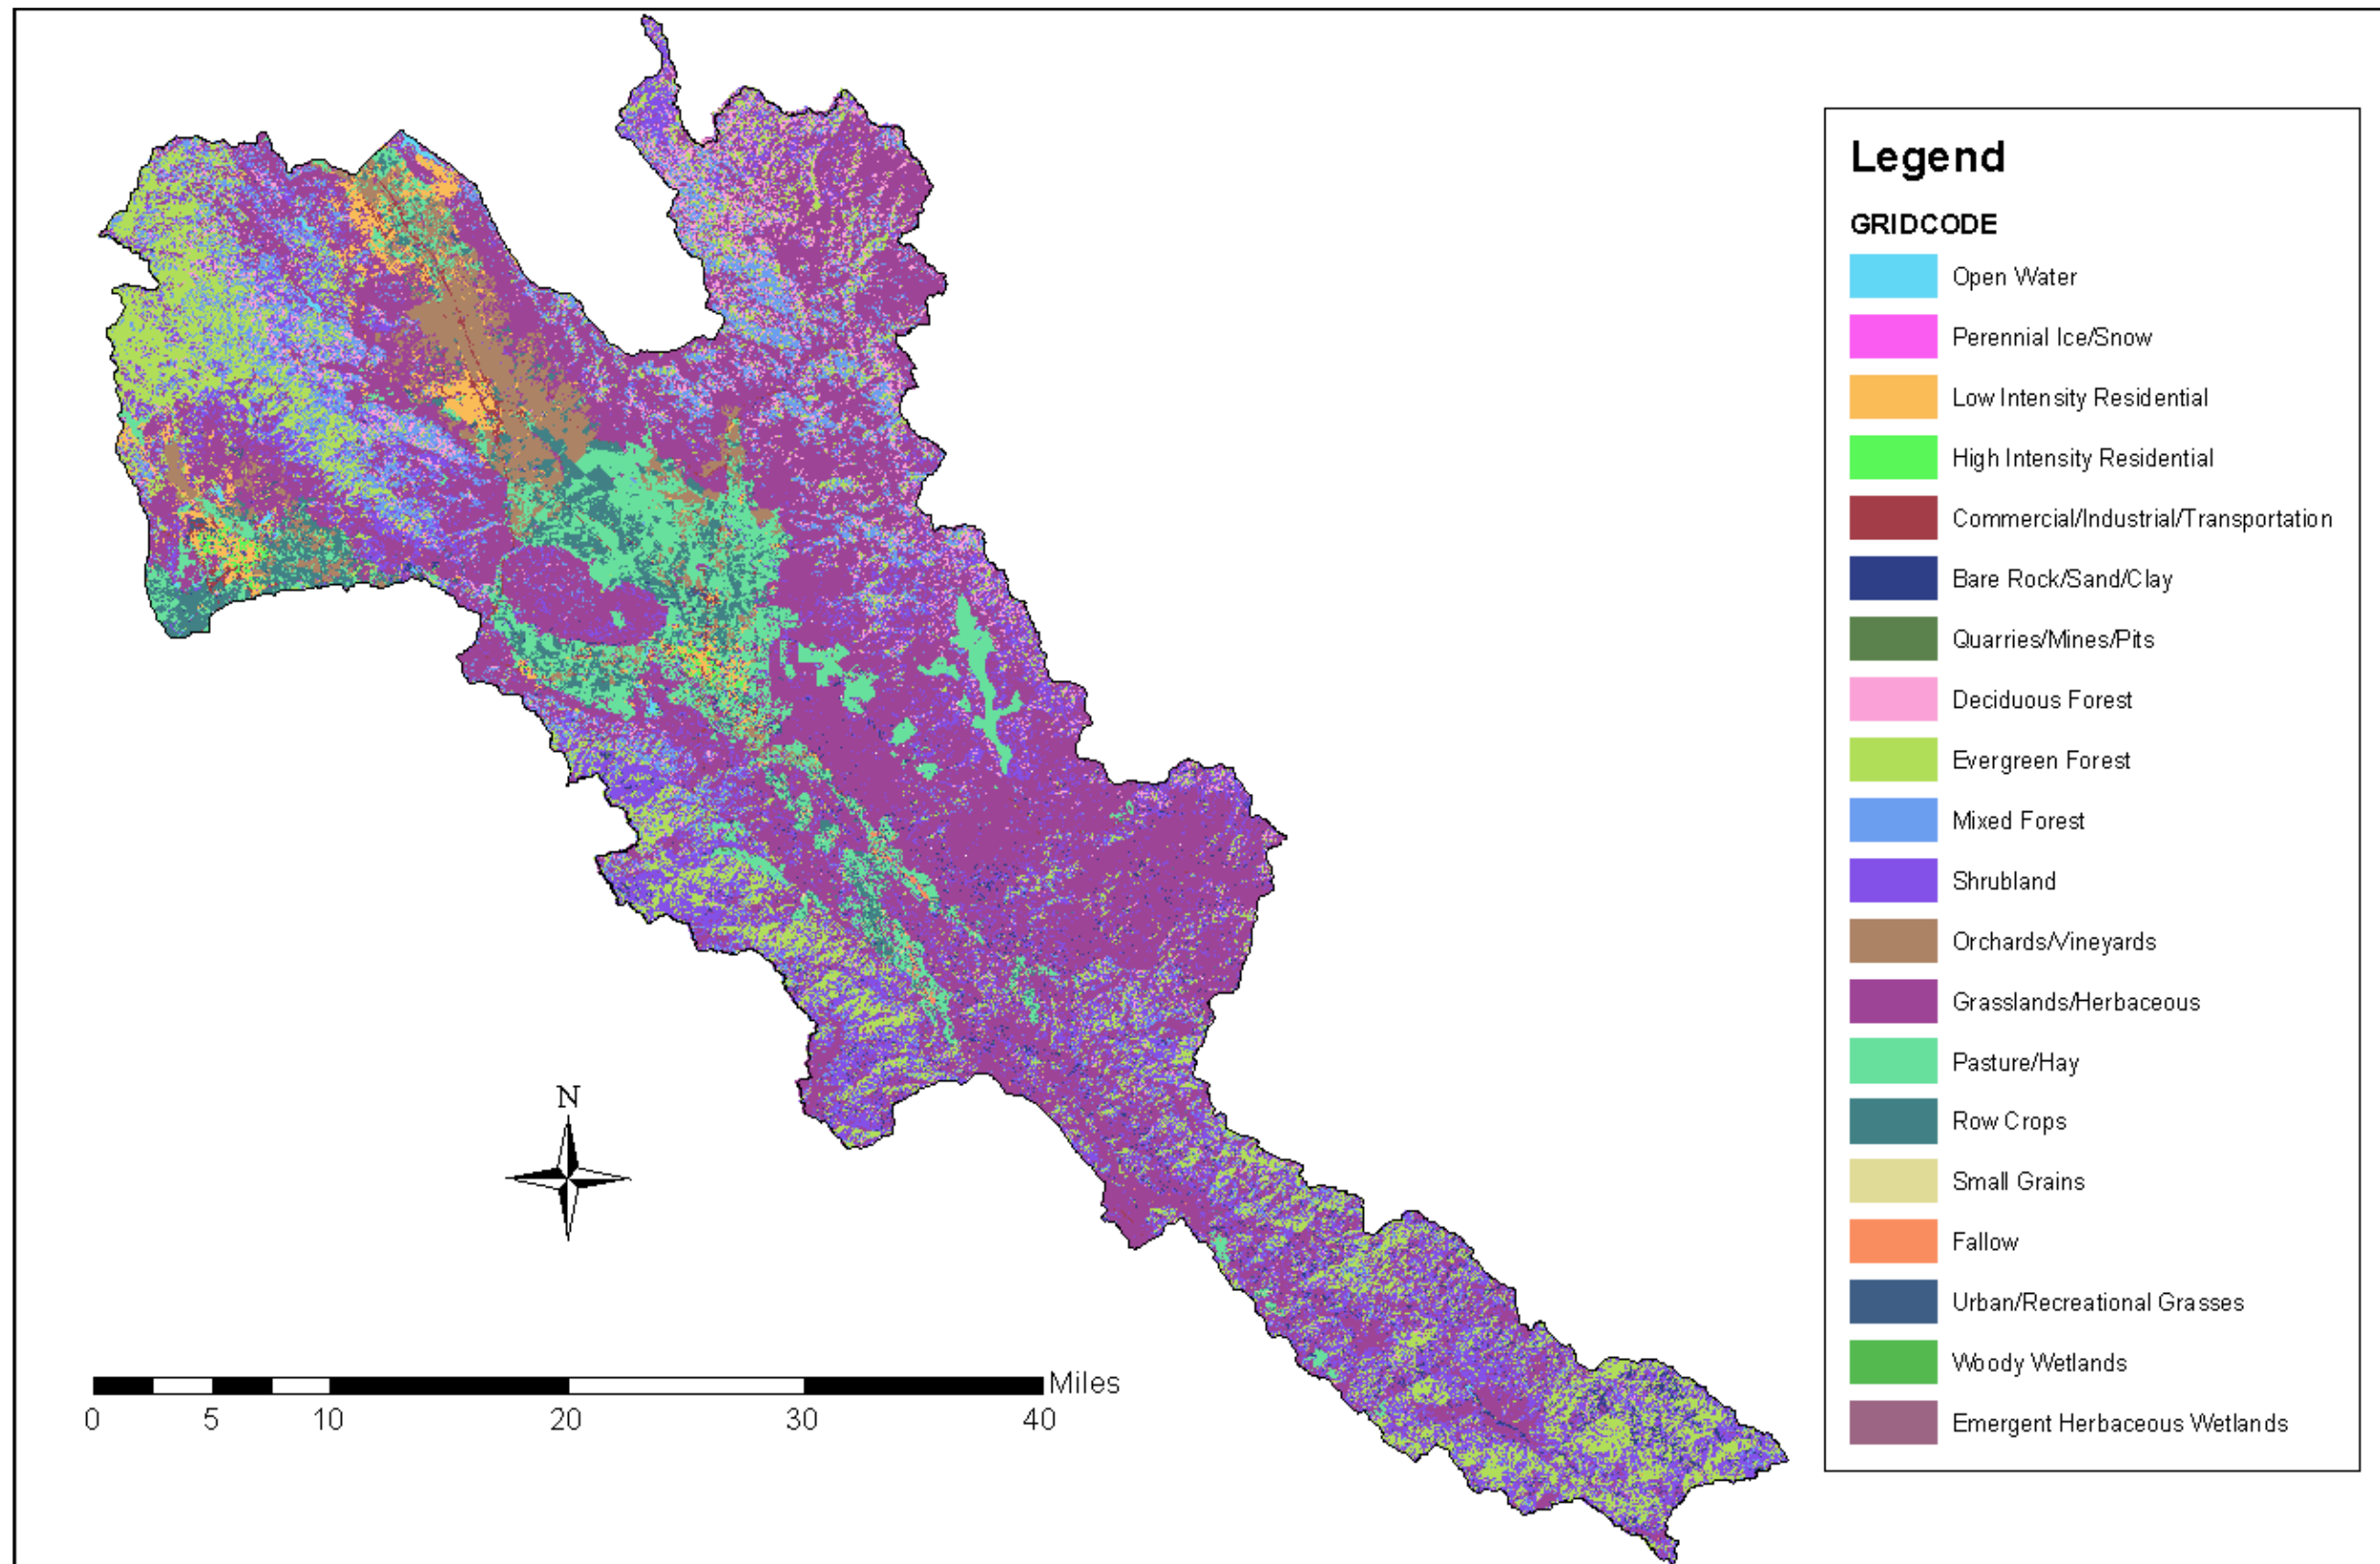 Legend
GRIDCODE
Open Water
Perennial Ice/Snow
Low Intensity Residential
High Intensity Residential
Commercial/Industrial/Transportation
Bare Rock/Sand/Clay
Quarries/Mines/Pits
Deciduous Forest
Evergreen Forest
Mixed Forest
Shrubland
Orchards/Vineyards
Grasslands/Herbaceous
Pasture/Hay
Row Crops
Small Grains
Fallow
Urban/Recreational Grasses
Woody Wetlands
Emergent Herbaceous Wetlands
N
Miles
0 5 10 20 30 40